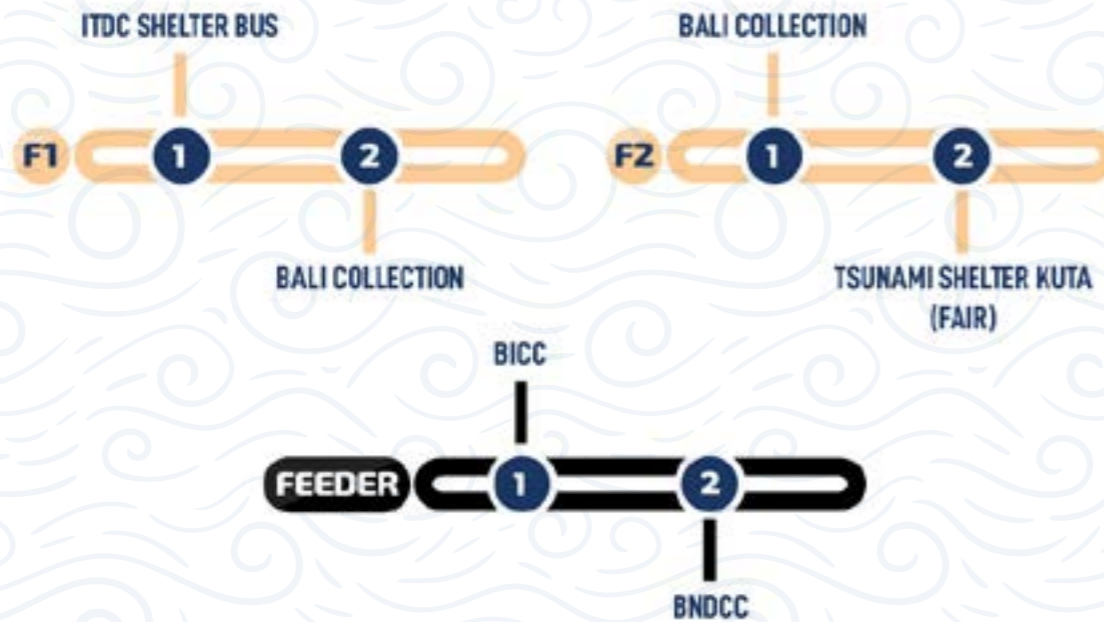 ITDC SHELTER BUS
F1
1
2
BALI COLLECTION
BALI COLLECTION
F2
1
2
TSUNAMI SHELTER KUTA
(FAIR)
BICC
FEEDER
1
2
BNDCC